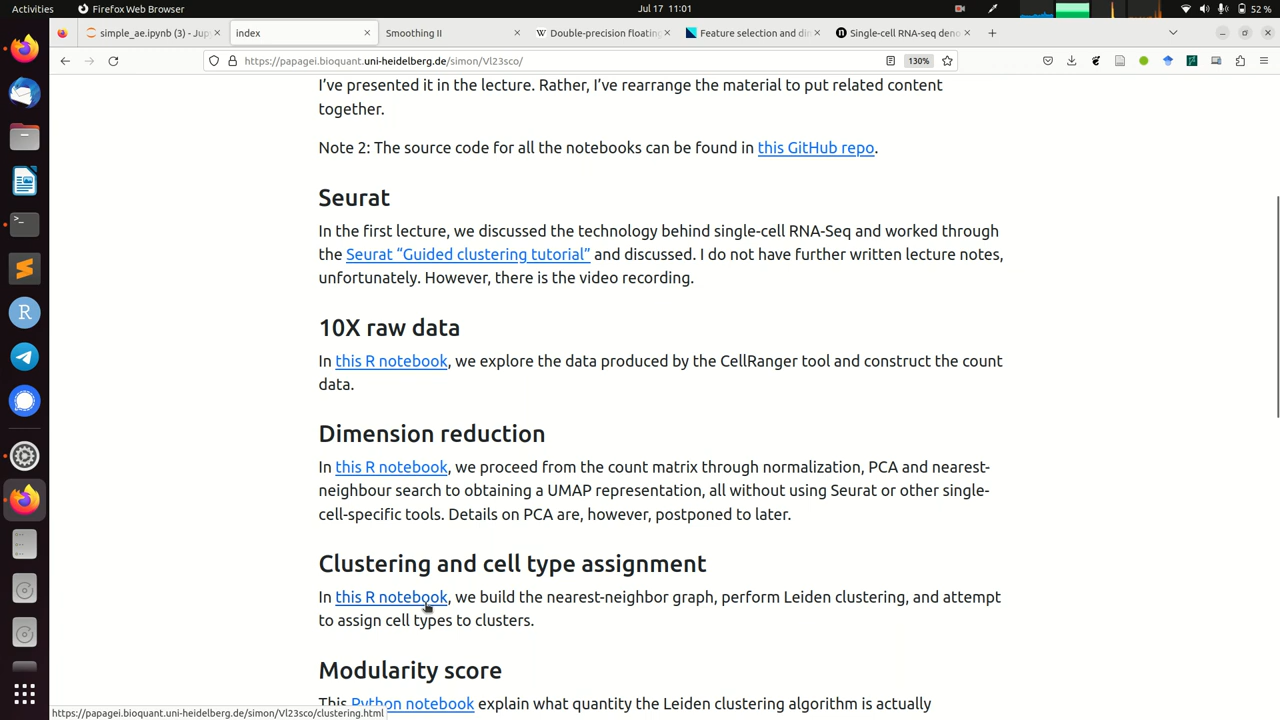 Activities
Firefox Web Browser
Jul 17 11:01
52 %
simple_ae.ipynb (3) - Jup
index
Smoothing II
Double-precision floating
Feature selection and dim
Single-cell RNA-seq deno
https://papagei.bioquant.uni-heidelberg.de/simon/Vl23sco/
130%
I’ve presented it in the lecture. Rather, I’ve rearrange the material to put related content
together.
Note 2: The source code for all the notebooks can be found in this GitHub repo.
Seurat
In the first lecture, we discussed the technology behind single-cell RNA-Seq and worked through
the Seurat “Guided clustering tutorial” and discussed. I do not have further written lecture notes,
unfortunately. However, there is the video recording.
10X raw data
In this R notebook, we explore the data produced by the CellRanger tool and construct the count
data.
Dimension reduction
In this R notebook, we proceed from the count matrix through normalization, PCA and nearest-
neighbour search to obtaining a UMAP representation, all without using Seurat or other single-
cell-specific tools. Details on PCA are, however, postponed to later.
Clustering and cell type assignment
In this R notebook, we build the nearest-neighbor graph, perform Leiden clustering, and attempt
to assign cell types to clusters.
Modularity score
This Python notebook explain what quantity the Leiden clustering algorithm is actually
https://papagei.bioquant.uni-heidelberg.de/simon/Vl23sco/clustering.html